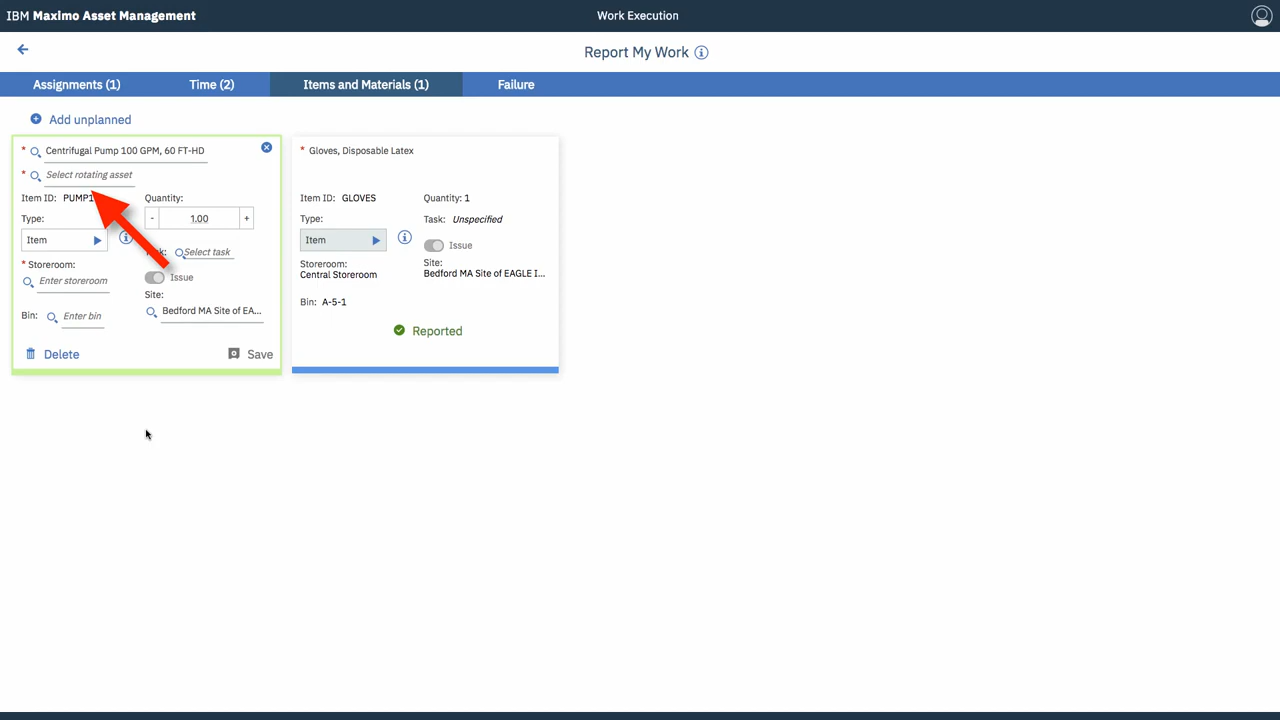 IBM Maximo Asset Management
Work Execution
Report My Work
Assignments (1)
Time (2)
Items and Materials (1)
Failure
Add unplanned
* Centrifugal Pump 100 GPM, 60 FT-HD
* Select rotating asset
Item ID: PUMP1
Quantity:
- 1.00 +
Type:
Item
Select task
* Storeroom:
Enter storeroom
Issue
Site:
Bedford MA Site of EA...
Bin: Enter bin
Delete
Save
* Gloves, Disposable Latex
Item ID: GLOVES
Quantity: 1
Type:
Item
Task: Unspecified
Issue
Storeroom:
Central Storeroom
Site:
Bedford MA Site of EAGLE I...
Bin: A-5-1
Reported